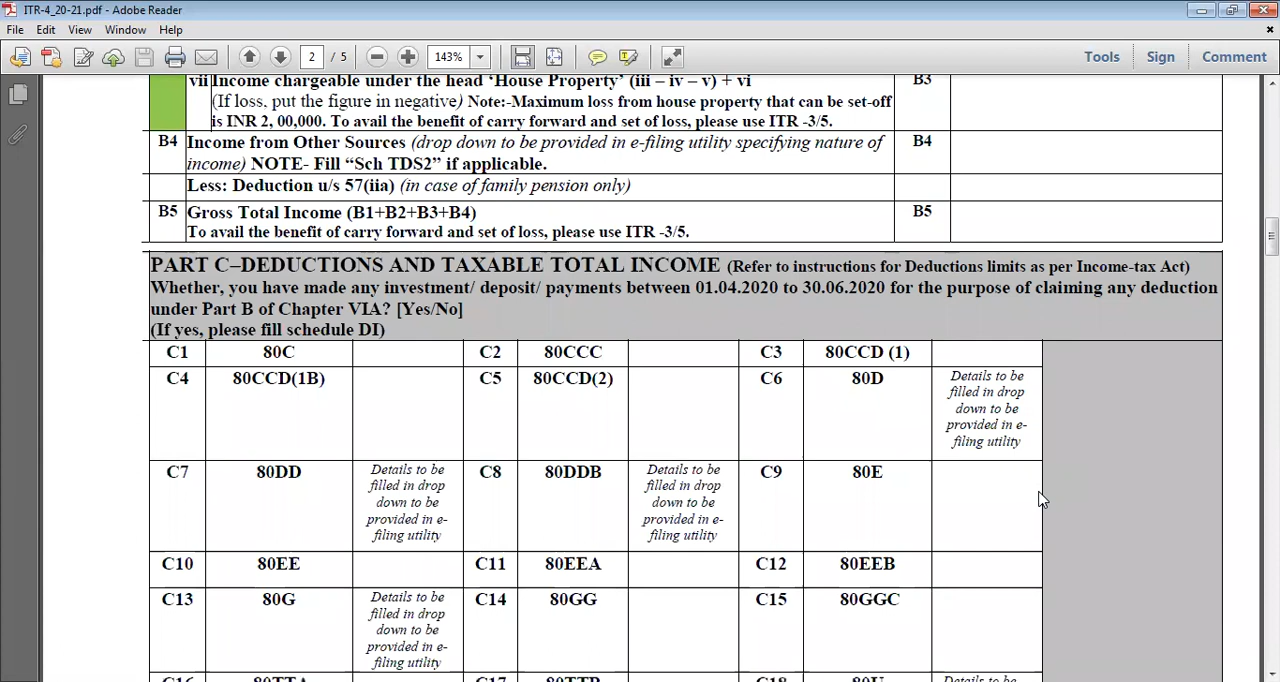 ITR-4_20-21.pdf - Adobe Reader
File Edit View Window Help
2 / 5 143% Tools Sign Comment
vii Income chargeable under the head ‘House Property’ (iii – iv – v) + vi B3
(If loss, put the figure in negative) Note:-Maximum loss from house property that can be set-off
is INR 2, 00,000. To avail the benefit of carry forward and set of loss, please use ITR -3/5.
B4 Income from Other Sources (drop down to be provided in e-filing utility specifying nature of B4
income) NOTE- Fill “Sch TDS2” if applicable.
Less: Deduction u/s 57(iia) (in case of family pension only)
B5 Gross Total Income (B1+B2+B3+B4) B5
To avail the benefit of carry forward and set of loss, please use ITR -3/5.
PART C–DEDUCTIONS AND TAXABLE TOTAL INCOME (Refer to instructions for Deductions limits as per Income-tax Act)
Whether, you have made any investment/ deposit/ payments between 01.04.2020 to 30.06.2020 for the purpose of claiming any deduction
under Part B of Chapter VIA? [Yes/No]
(If yes, please fill schedule DI)
C1 80C C2 80CCC C3 80CCD (1)
C4 80CCD(1B) C5 80CCD(2) C6 80D Details to be
filled in drop
down to be
provided in e-
filing utility
C7 80DD Details to be C8 80DDB Details to be C9 80E
filled in drop filled in drop
down to be down to be
provided in e- provided in e-
filing utility filing utility
C10 80EE C11 80EEA C12 80EEB
C13 80G Details to be C14 80GG C15 80GGC
filled in drop
down to be
provided in e-
filing utility
C16 80TTA C17 80TTB C18 80U Details to be